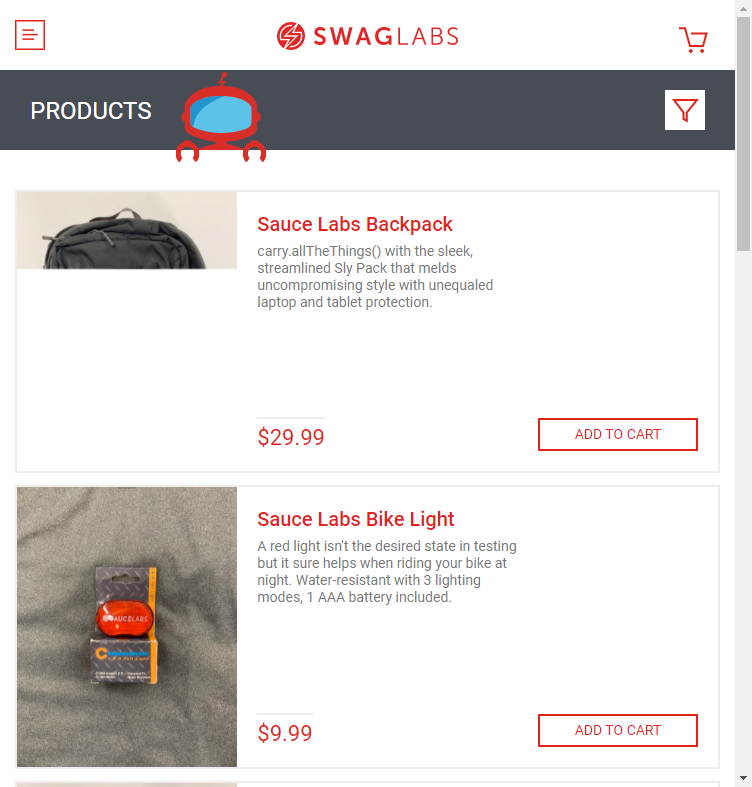 SWAGLABS
PRODUCTS
Sauce Labs Backpack
carry.allTheThings() with the sleek,
streamlined Sly Pack that melds
uncompromising style with unequaled
laptop and tablet protection.
$29.99
ADD TO CART
Sauce Labs Bike Light
A red light isn't the desired state in testing
but it sure helps when riding your bike at
night. Water-resistant with 3 lighting
modes, 1 AAA battery included.
AUCELABS
$9.99
ADD TO CART